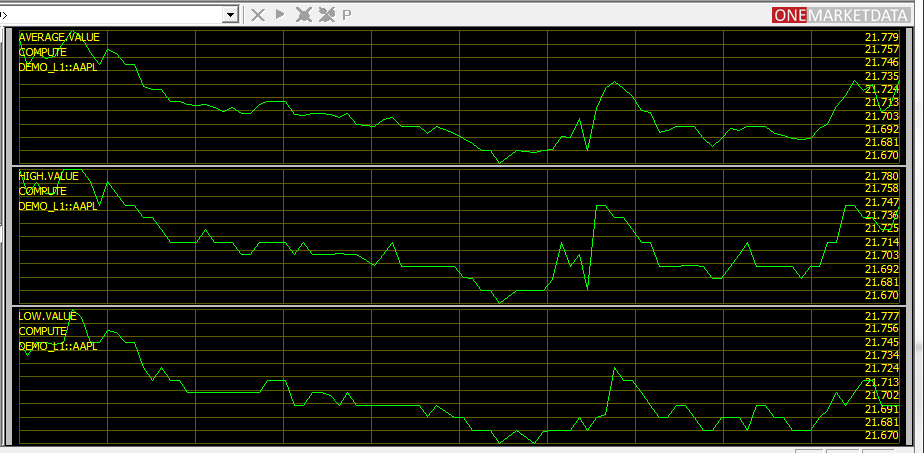 P
ONEMARKETDATA
AVERAGE.VALUE
COMPUTE
DEMO_L1::AAPL
21.779
21.757
21.746
21.735
21.724
21.713
21.703
21.692
21.681
21.670
HIGH.VALUE
COMPUTE
DEMO_L1::AAPL
21.780
21.758
21.747
21.736
21.725
21.714
21.703
21.692
21.681
21.670
LOW.VALUE
COMPUTE
DEMO_L1::AAPL
21.777
21.756
21.745
21.734
21.724
21.713
21.702
21.691
21.681
21.670